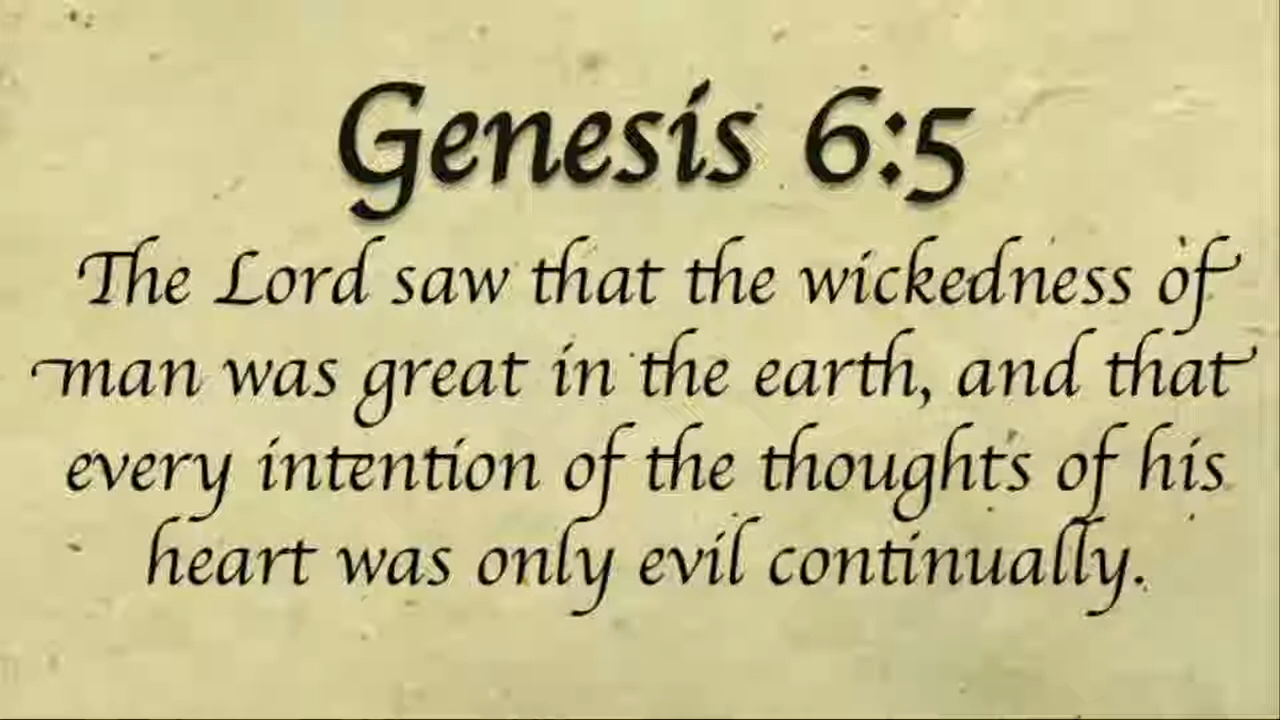 Genesis 6:5
The Lord saw that the wickedness of
man was great in the earth, and that
every intention of the thoughts of his
heart was only evil continually.